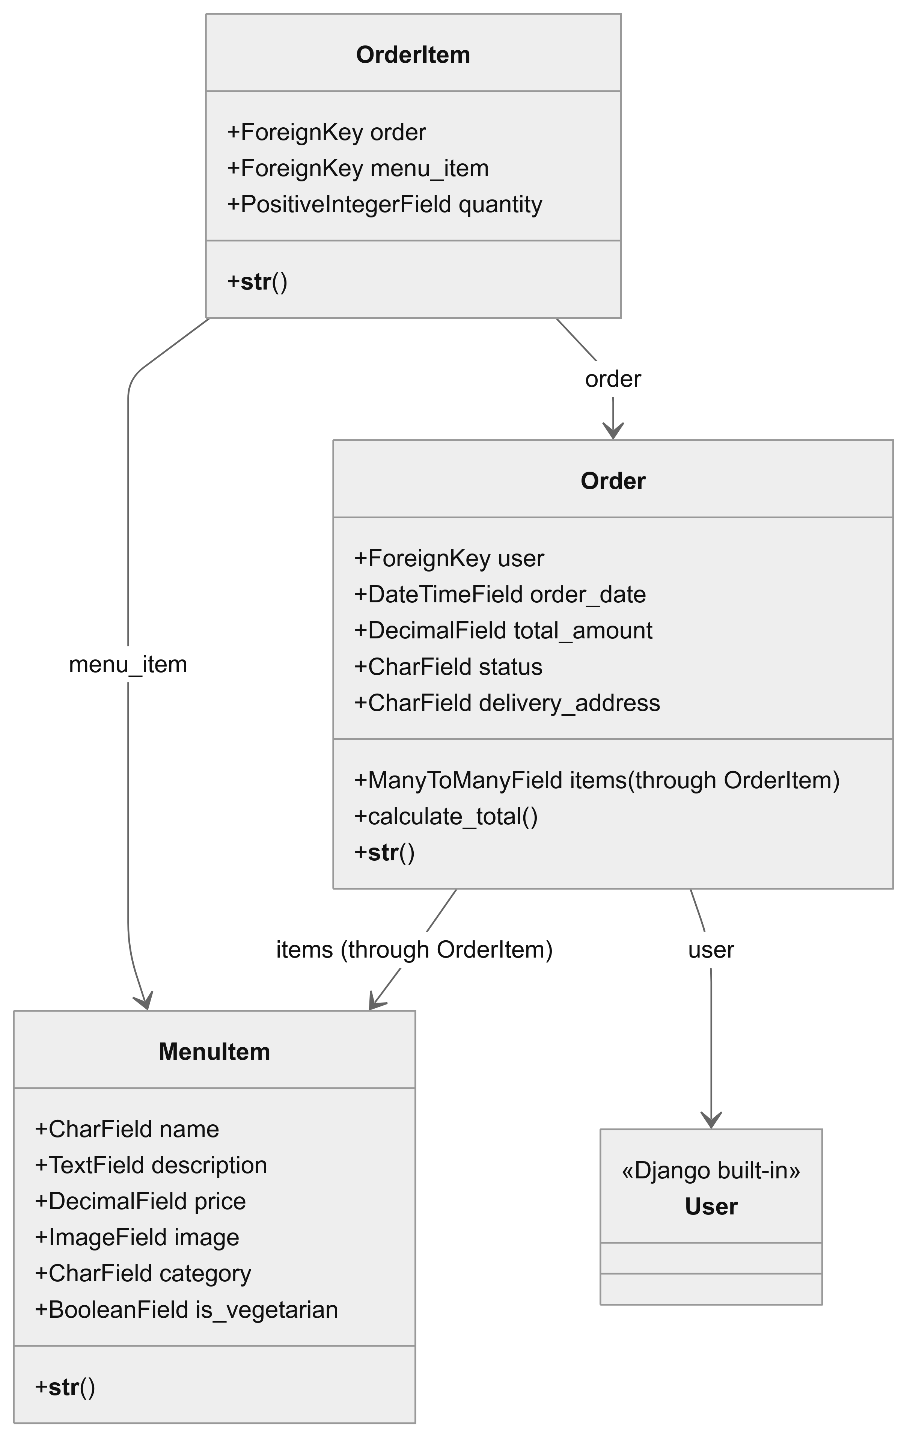 OrderItem
+ForeignKey order
+ForeignKey menu_item
+PositiveIntegerField quantity
+str()
order
Order
+ForeignKey user
+DateTimeField order_date
+DecimalField total_amount
+CharField status
+CharField delivery_address
+ManyToManyField items(through OrderItem)
+calculate_total()
+str()
menu_item
items (through OrderItem)
user
MenuItem
+CharField name
+TextField description
+DecimalField price
+ImageField image
+CharField category
+BooleanField is_vegetarian
+str()
«Django built-in»
User